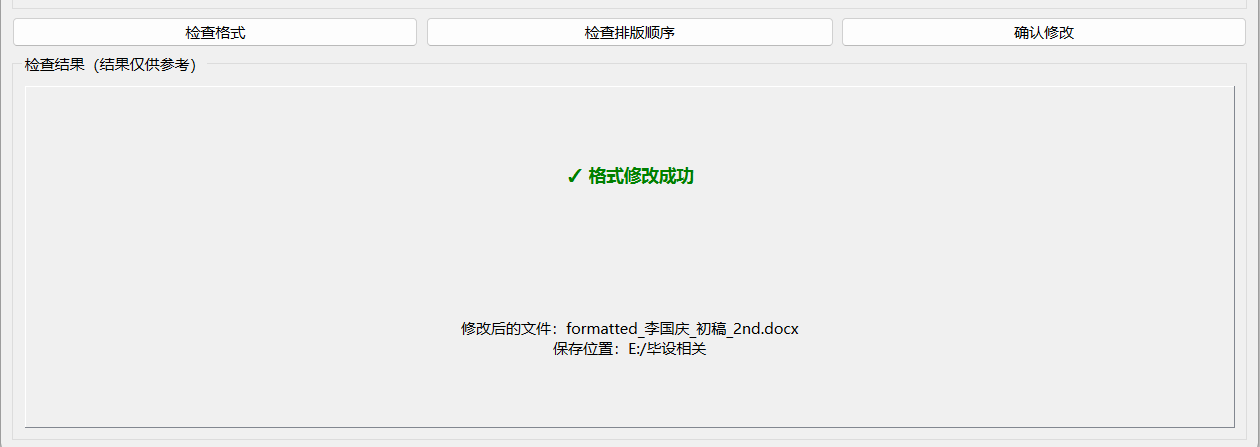 检查格式
检查排版顺序
确认修改
检查结果（结果仅供参考）
✓ 格式修改成功
修改后的文件：formatted_李国庆_初稿_2nd.docx
保存位置：E:/毕设相关